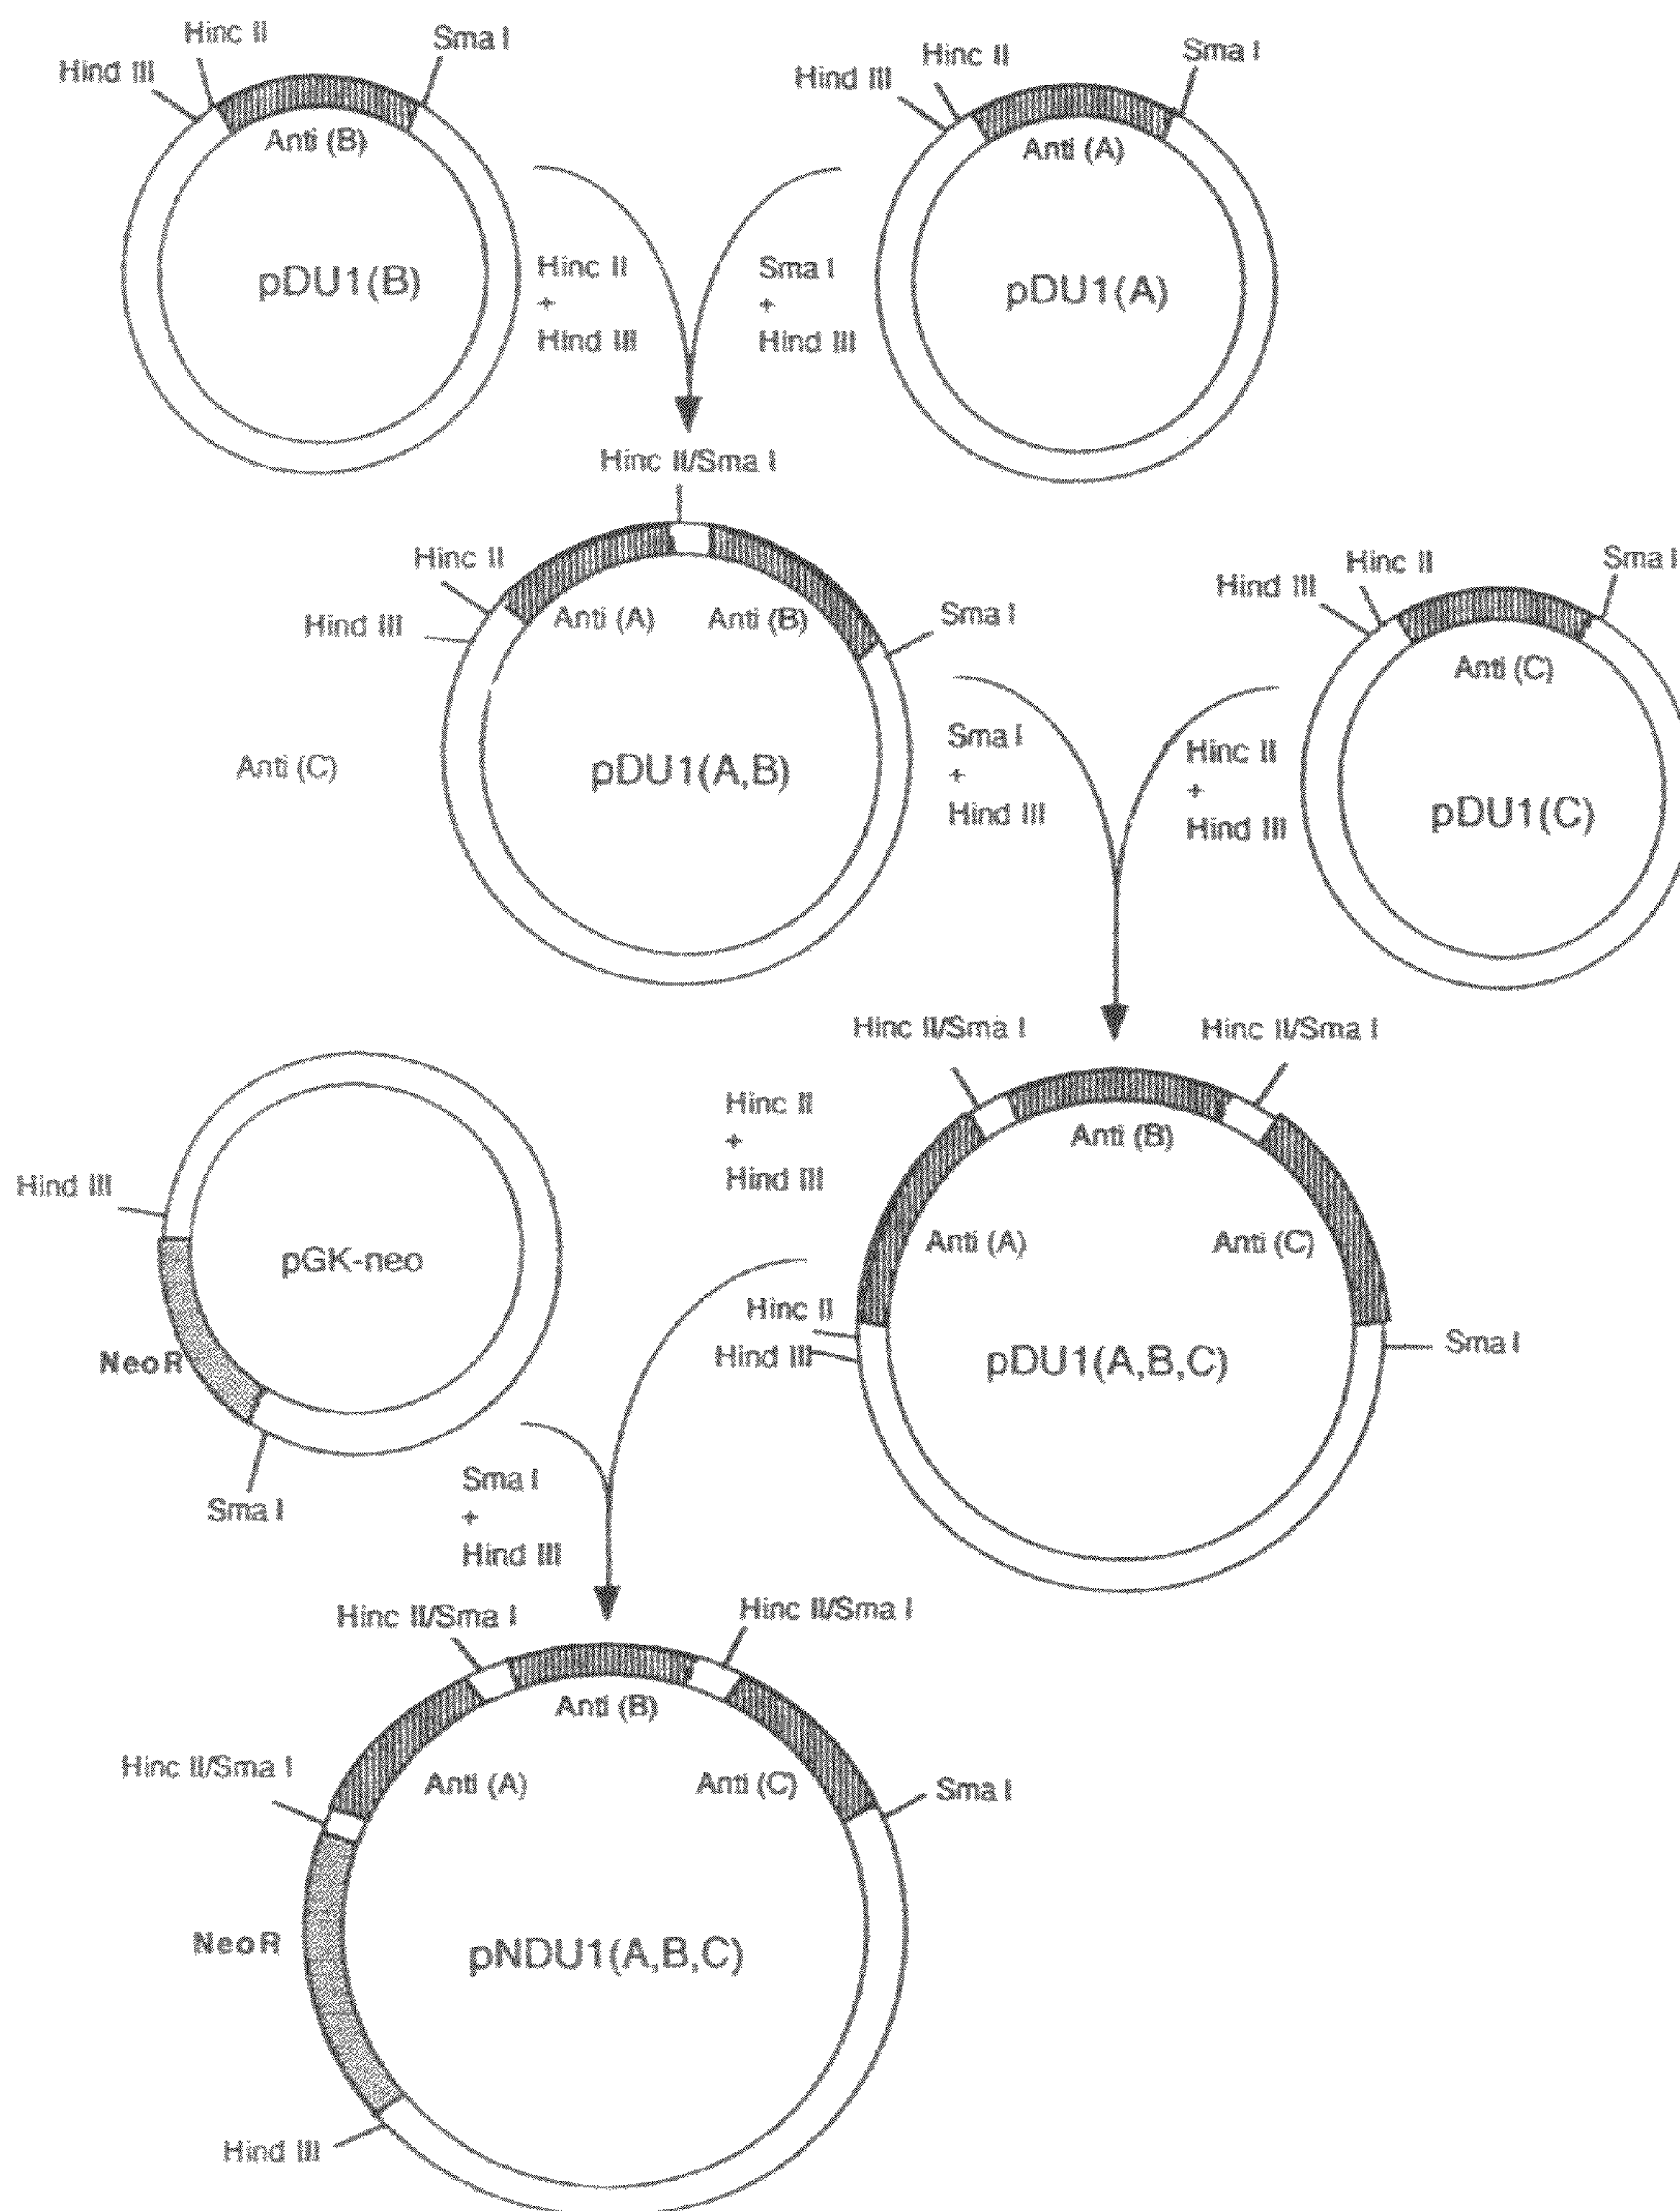 Hinc II
Sma I
Hind III
Anti (B)
pDU1(B)
Hinc II
+
Hind III
Hinc II
Sma I
Hind III
Anti (A)
pDU1(A)
Sma I
+
Hind III
Hinc II/Sma I
Hinc II
Hind III
Anti (A)
Anti (B)
Sma I
pDU1(A,B)
Anti (C)
Sma I
+
Hind III
Hinc II
Sma I
Hind III
Anti (C)
pDU1(C)
Hinc II
+
Hind III
Hinc II/Sma I
Hinc II/Sma I
Hinc II
+
Hind III
Anti (B)
Anti (A)
Anti (C)
Hinc II
Hind III
Sma I
pDU1(A,B,C)
Hind III
pGK-neo
NeoR
Sma I
Sma I
+
Hind III
Hinc II/Sma I
Hinc II/Sma I
Anti (B)
Hinc II/Sma I
Anti (A)
Anti (C)
Sma I
NeoR
pNDU1(A,B,C)
Hind III